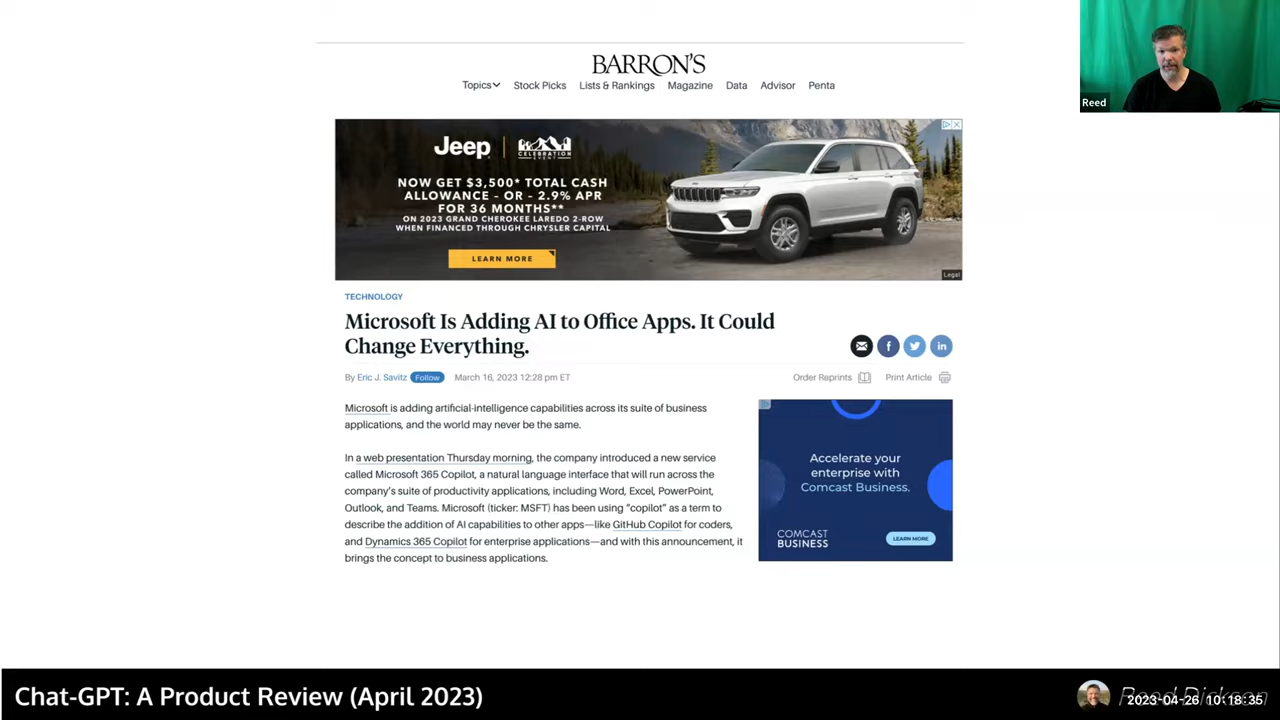 BARRON'S
Topics Stock Picks Lists & Rankings Magazine Data Advisor Penta
Reed
Jeep
CELEBRATION
EVENT
NOW GET $3,500* TOTAL CASH
ALLOWANCE - OR - 2.9% APR
FOR 36 MONTHS**
ON 2023 GRAND CHEROKEE LAREDO 2-ROW
WHEN FINANCED THROUGH CHRYSLER CAPITAL
LEARN MORE
Legal
TECHNOLOGY
Microsoft Is Adding AI to Office Apps. It Could
Change Everything.
By Eric J. Savitz Follow March 16, 2023 12:28 pm ET
Order Reprints Print Article
Microsoft is adding artificial-intelligence capabilities across its suite of business
applications, and the world may never be the same.
In a web presentation Thursday morning, the company introduced a new service
called Microsoft 365 Copilot, a natural language interface that will run across the
company's suite of productivity applications, including Word, Excel, PowerPoint,
Outlook, and Teams. Microsoft (ticker: MSFT) has been using “copilot” as a term to
describe the addition of AI capabilities to other apps—like GitHub Copilot for coders,
and Dynamics 365 Copilot for enterprise applications—and with this announcement, it
brings the concept to business applications.
Accelerate your
enterprise with
Comcast Business.
COMCAST
BUSINESS
LEARN MORE
Chat-GPT: A Product Review (April 2023)
2023-04-26 10:18:35